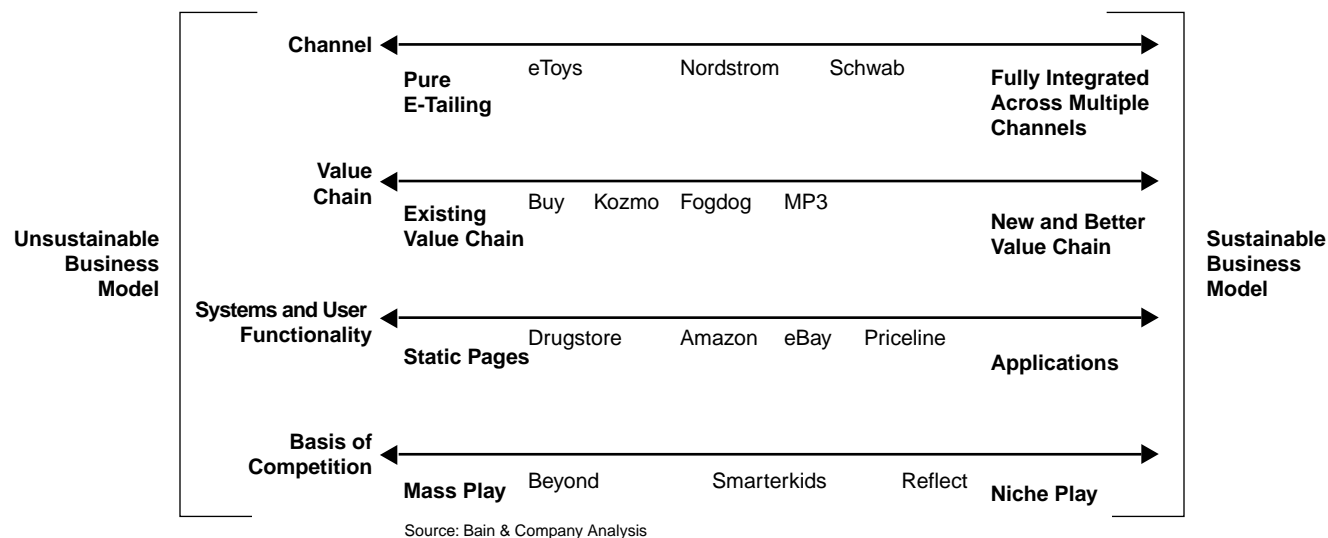 Channel
eToys Nordstrom Schwab
Pure
E-Tailing
Fully Integrated
Across Multiple
Channels
Value
Chain
Buy Kozmo Fogdog MP3
Existing
Value Chain
New and Better
Value Chain
Unsustainable
Business
Model
Sustainable
Business
Model
Systems and User
Functionality
Drugstore Amazon eBay Priceline
Static Pages
Applications
Basis of
Competition
Beyond Smarterkids Reflect
Mass Play
Niche Play
Source: Bain & Company Analysis